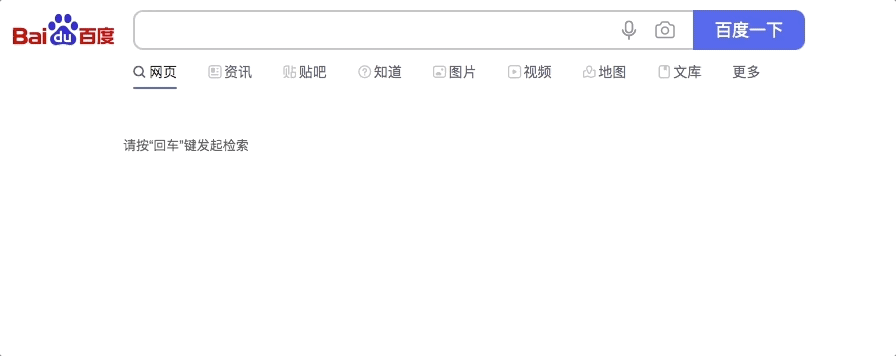 Bai du 百度 百度一下
网页 资讯 贴 贴吧 知道 图片 视频 地图 文库 更多
请按“回车”键发起检索